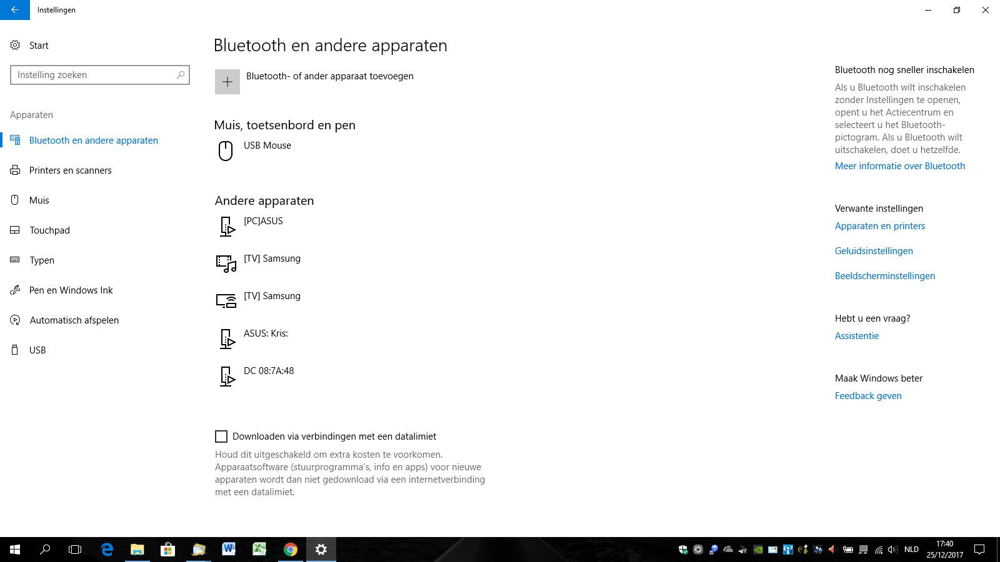 Instellingen
Start
Instelling zoeken
Apparaten
Bluetooth en andere apparaten
Printers en scanners
Muis
Touchpad
Typen
Pen en Windows Ink
Automatisch afspelen
USB
Bluetooth en andere apparaten
Bluetooth- of ander apparaat toevoegen
Muis, toetsenbord en pen
USB Mouse
Andere apparaten
[PC]ASUS
[TV] Samsung
[TV] Samsung
ASUS: Kris:
DC 08:7A:48
Downloaden via verbindingen met een datalimiet
Houd dit uitgeschakeld om extra kosten te voorkomen.
Apparaatsoftware (stuurprogramma's, info en apps) voor nieuwe
apparaten wordt dan niet gedownload via een internetverbinding
met een datalimiet.
Bluetooth nog sneller inschakelen
Als u Bluetooth wilt inschakelen
zonder Instellingen te openen,
opent u het Actiecentrum en
selecteert u het Bluetooth-
pictogram. Als u Bluetooth wilt
uitschakelen, doet u hetzelfde.
Meer informatie over Bluetooth
Verwante instellingen
Apparaten en printers
Geluidsinstellingen
Beeldscherminstellingen
Hebt u een vraag?
Assistentie
Maak Windows beter
Feedback geven
NLD
17:40
25/12/2017